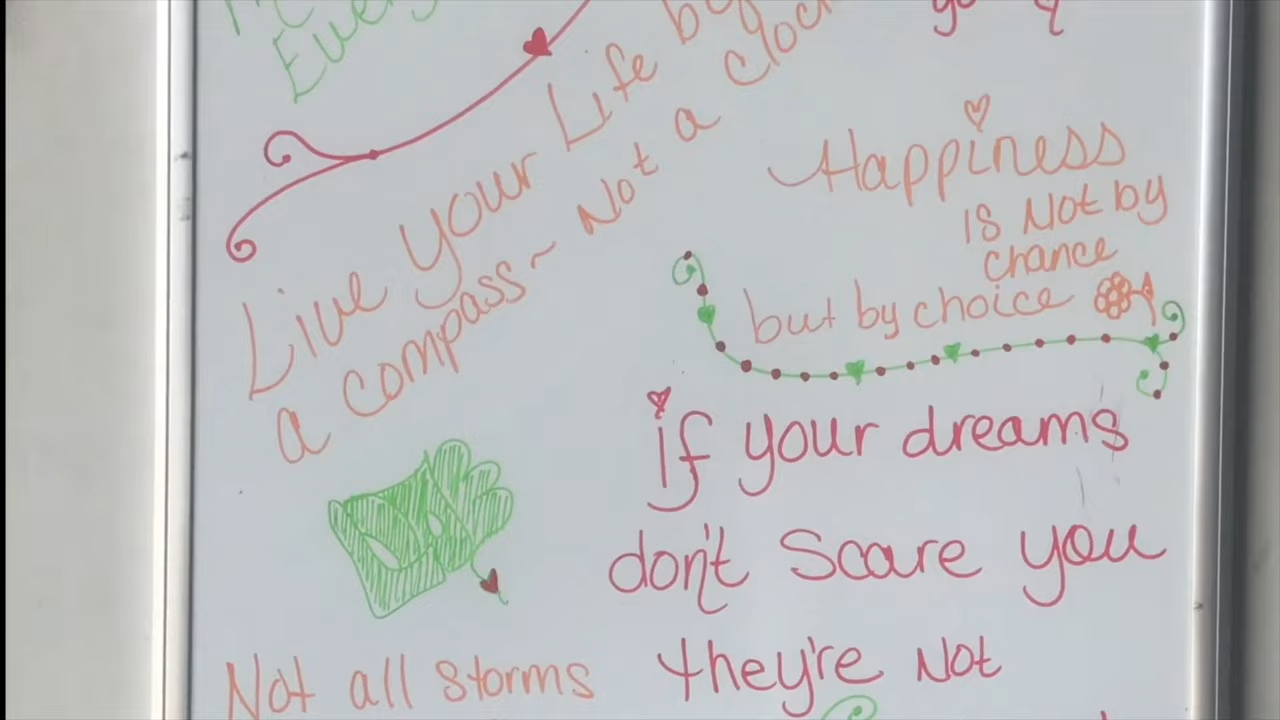 Live your Life by
a compass~ Not a clock
Happiness
is Not by
chance
but by choice
if your dreams
don't scare you
they're Not
Not all storms